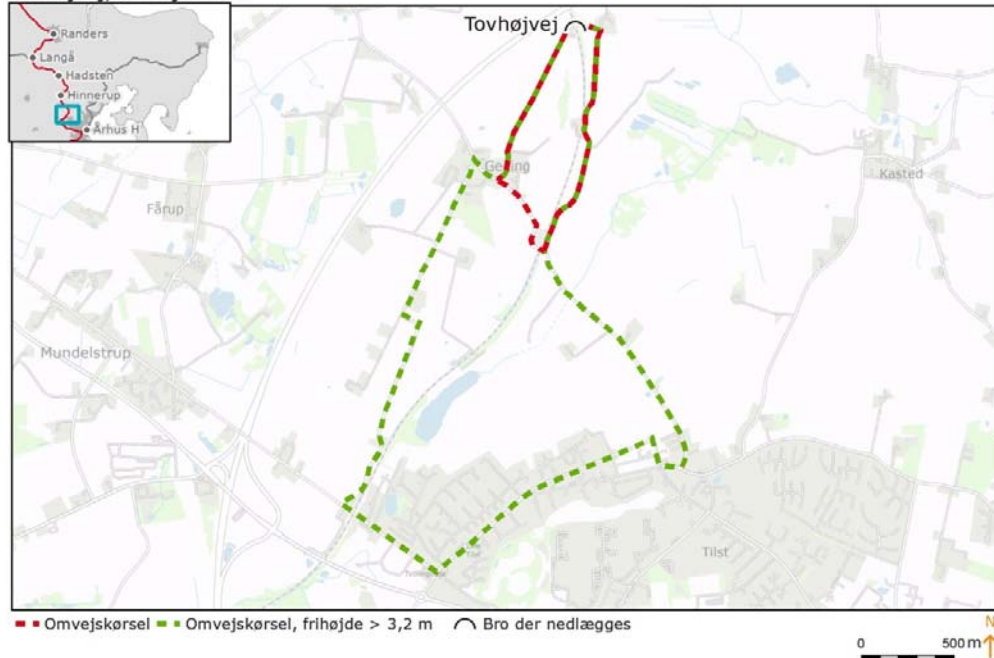 Randers
Langå
Hadsten
Hinnerup
Århus H
Tovhøjvej
Geding
Kasted
Fårup
Mundelstrup
Tilst
Omvejskørsel
Omvejskørsel, frihøjde > 3,2 m
Bro der nedlægges
N
0 500 m